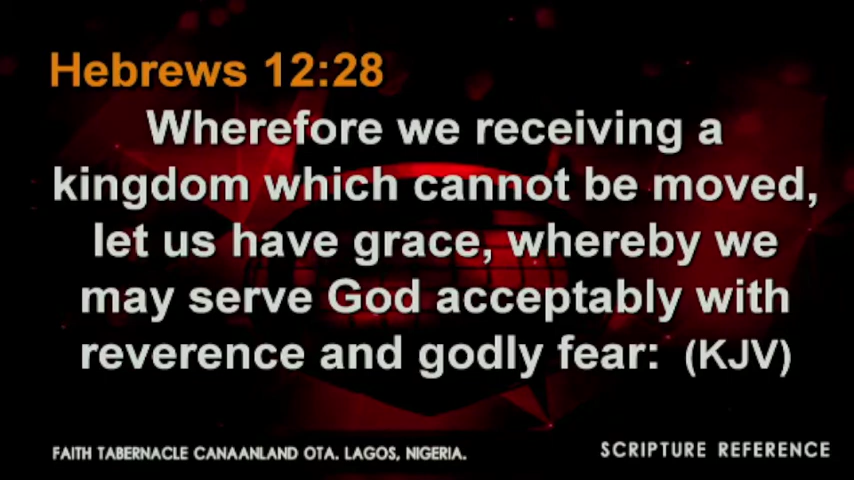 Hebrews 12:28
Wherefore we receiving a
kingdom which cannot be moved,
let us have grace, whereby we
may serve God acceptably with
reverence and godly fear: (KJV)
FAITH TABERNACLE CANAANLAND OTA. LAGOS, NIGERIA.
SCRIPTURE REFERENCE